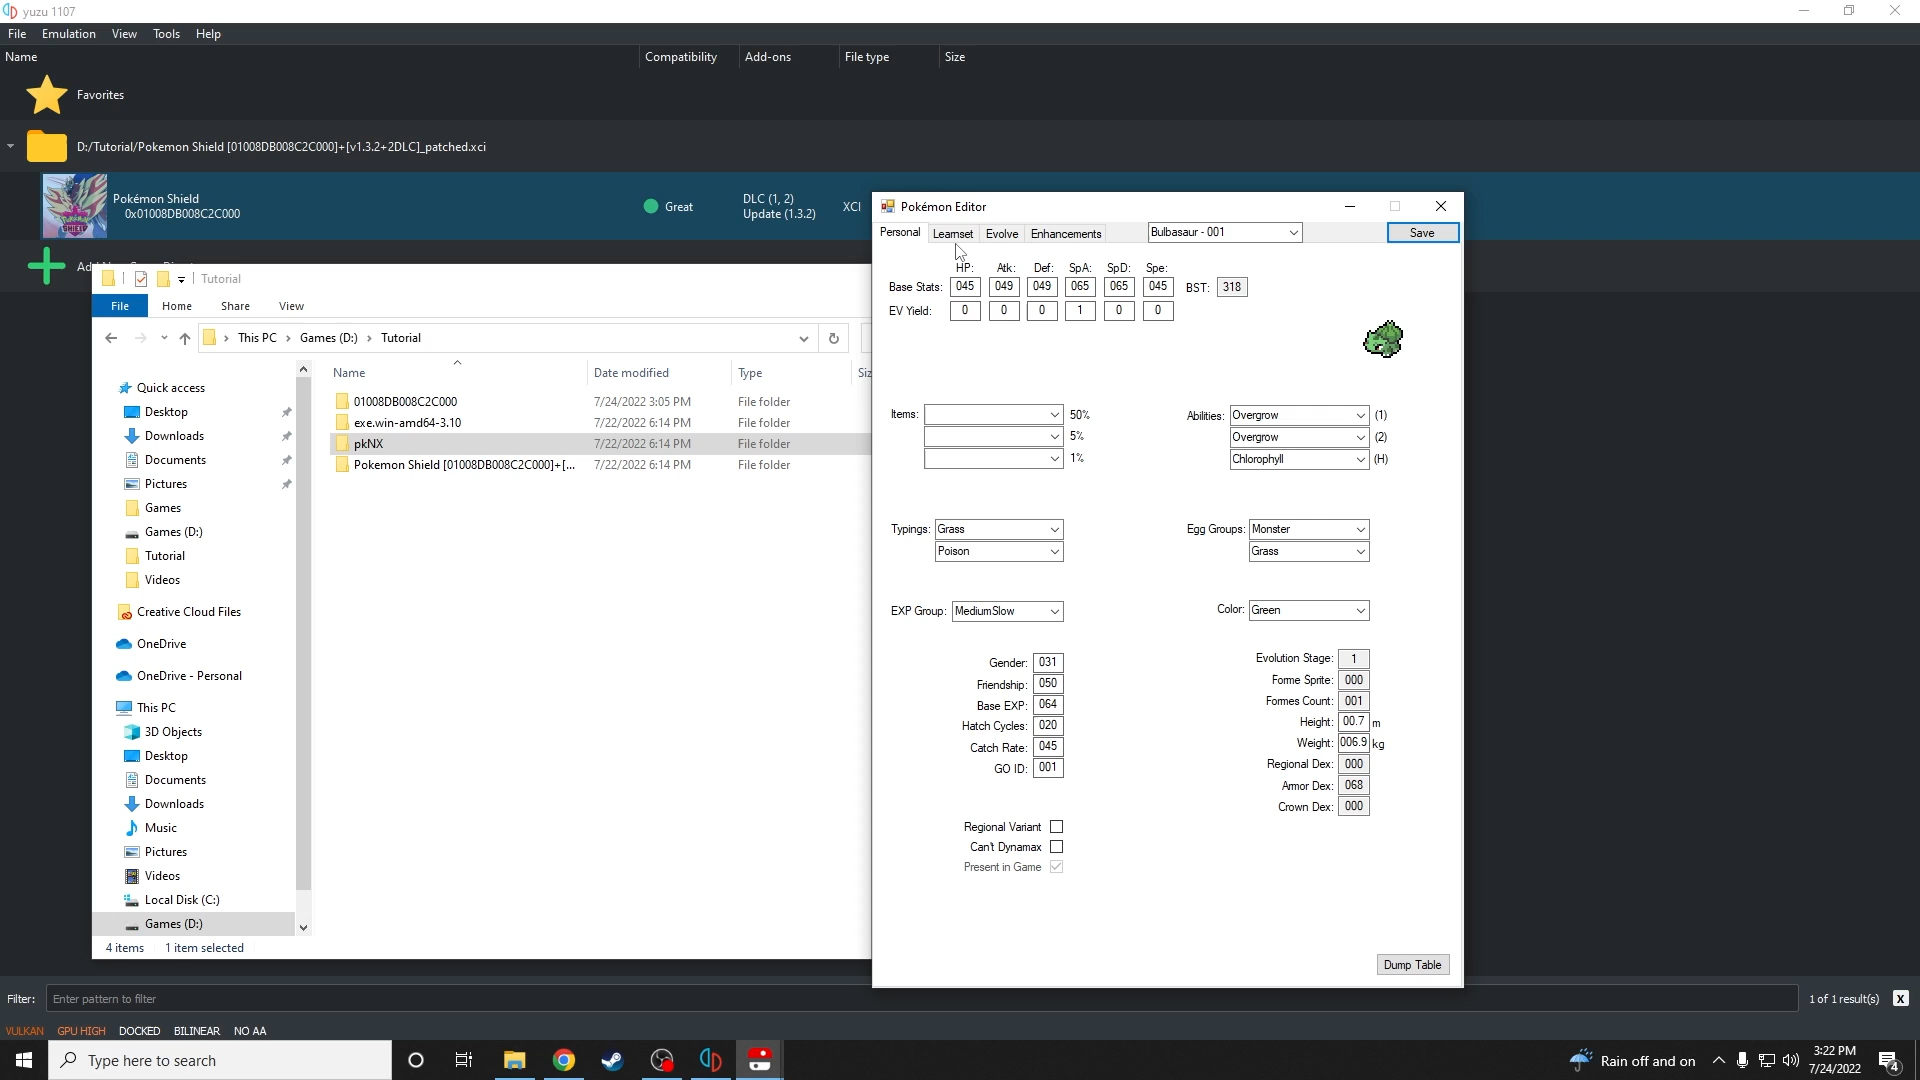 yuzu 1107
File Emulation View Tools Help
Name Compatibility Add-ons File type Size
Favorites
D:/Tutorial/Pokemon Shield [01008DB008C2C000]+[v1.3.2+2DLC]_patched.xci
Pokémon Shield
0x01008DB008C2C000
Great
DLC (1, 2)
Update (1.3.2)
XCI
Tutorial
File Home Share View
This PC Games (D:) Tutorial
Name Date modified Type
01008DB008C2C000 7/24/2022 3:05 PM File folder
exe.win-amd64-3.10 7/22/2022 6:14 PM File folder
pkNX 7/22/2022 6:14 PM File folder
Pokemon Shield [01008DB008C2C000]+[... 7/22/2022 6:14 PM File folder
Quick access
Desktop
Downloads
Documents
Pictures
Games
Games (D:)
Tutorial
Videos
Creative Cloud Files
OneDrive
OneDrive - Personal
This PC
3D Objects
Desktop
Documents
Downloads
Music
Pictures
Videos
Local Disk (C:)
Games (D:)
4 items 1 item selected
Pokémon Editor
Personal Learnset Evolve Enhancements Bulbasaur - 001 Save
HP: Atk: Def: SpA: SpD: Spe:
Base Stats: 045 049 049 065 065 045 BST: 318
EV Yield: 0 0 0 1 0 0
Items: 50%
5%
1%
Abilities: Overgrow (1)
Overgrow (2)
Chlorophyll (H)
Typings: Grass
Poison
Egg Groups: Monster
Grass
EXP Group: MediumSlow
Color: Green
Gender: 031
Friendship: 050
Base EXP: 064
Hatch Cycles: 020
Catch Rate: 045
GO ID: 001
Evolution Stage: 1
Forme Sprite: 000
Formes Count: 001
Height: 00.7 m
Weight: 006.9 kg
Regional Dex: 000
Armor Dex: 068
Crown Dex: 000
Regional Variant
Can't Dynamax
Present in Game
Dump Table
Filter: Enter pattern to filter 1 of 1 result(s) X
VULKAN GPU HIGH DOCKED BILINEAR NO AA
Type here to search
Rain off and on
3:22 PM
7/24/2022
4